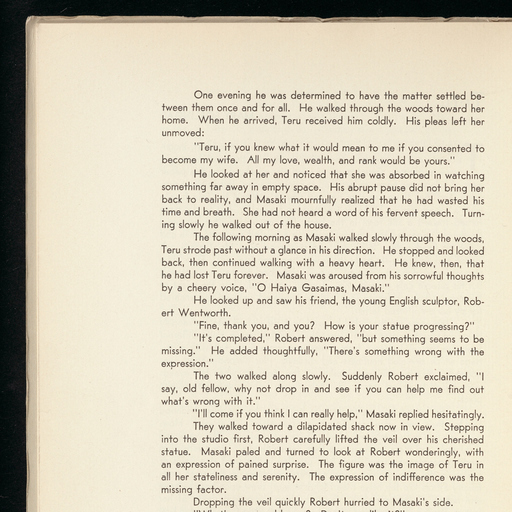 One evening he was determined to have the matter settled be-
tween them once and for all. He walked through the woods toward her
home. When he arrived, Teru received him coldly. His pleas left her
unmoved:
"Teru, if you knew what it would mean to me if you consented to
become my wife. All my love, wealth, and rank would be yours."
He looked at her and noticed that she was absorbed in watching
something far away in empty space. His abrupt pause did not bring her
back to reality, and Masaki mournfully realized that he had wasted his
time and breath. She had not heard a word of his fervent speech. Turn-
ing slowly he walked out of the house.
The following morning as Masaki walked slowly through the woods,
Teru strode past without a glance in his direction. He stopped and looked
back, then continued walking with a heavy heart. He knew, then, that
he had lost Teru forever. Masaki was aroused from his sorrowful thoughts
by a cheery voice, "O Haiya Gasaimas, Masaki."
He looked up and saw his friend, the young English sculptor, Rob-
ert Wentworth.
"Fine, thank you, and you? How is your statue progressing?"
"It's completed," Robert answered, "but something seems to be
missing." He added thoughtfully, "There's something wrong with the
expression."
The two walked along slowly. Suddenly Robert exclaimed, "I
say, old fellow, why not drop in and see if you can help me find out
what's wrong with it."
"I'll come if you think I can really help," Masaki replied hesitatingly.
They walked toward a dilapidated shack now in view. Stepping
into the studio first, Robert carefully lifted the veil over his cherished
statue. Masaki paled and turned to look at Robert wonderingly, with
an expression of pained surprise. The figure was the image of Teru in
all her stateliness and serenity. The expression of indifference was the
missing factor.
Dropping the veil quickly Robert hurried to Masaki's side.